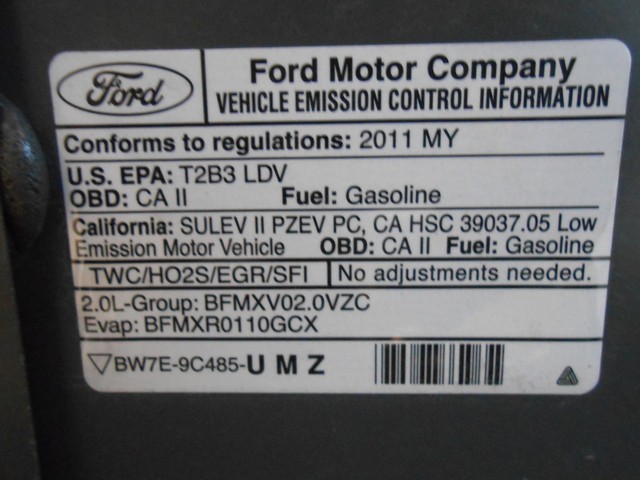 Ford
Ford Motor Company
VEHICLE EMISSION CONTROL INFORMATION
Conforms to regulations: 2011 MY
U.S. EPA: T2B3 LDV
OBD: CA II Fuel: Gasoline
California: SULEV II PZEV PC, CA HSC 39037.05 Low
Emission Motor Vehicle OBD: CA II Fuel: Gasoline
TWC/HO2S/EGR/SFI No adjustments needed.
2.0L-Group: BFMXV02.0VZC
Evap: BFMXR0110GCX
BW7E-9C485-U M Z